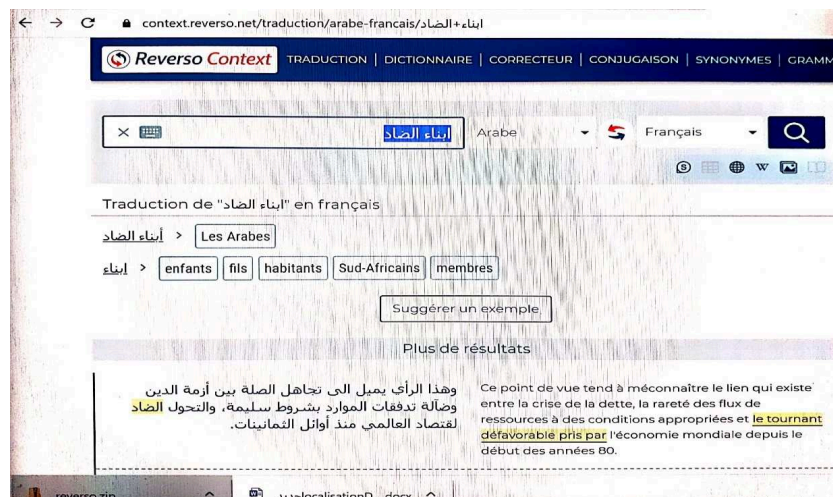 context.reverso.net/traduction/arabe-francais/ابناء+الضاد
Reverso Context TRADUCTION | DICTIONNAIRE | CORRECTEUR | CONJUGAISON | SYNONYMES | GRAMM
ابناء الضاد Arabe Français
Traduction de "ابناء الضاد" en français
أبناء الضاد > Les Arabes
ابناء > enfants fils habitants Sud-Africains membres
Suggérer un exemple
Plus de résultats
وهذا الرأي يميل الى تجاهل الصلة بين أزمة الدين
وضآلة تدفقات الموارد بشروط سليمة، والتحول الضاد
لقتصاد العالمي منذ أوائل الثمانينات.
Ce point de vue tend à méconnaître le lien qui existe
entre la crise de la dette, la rareté des flux de
ressources à des conditions appropriées et le tournant
défavorable pris par l'économie mondiale depuis le
début des années 80.
reverso.zip